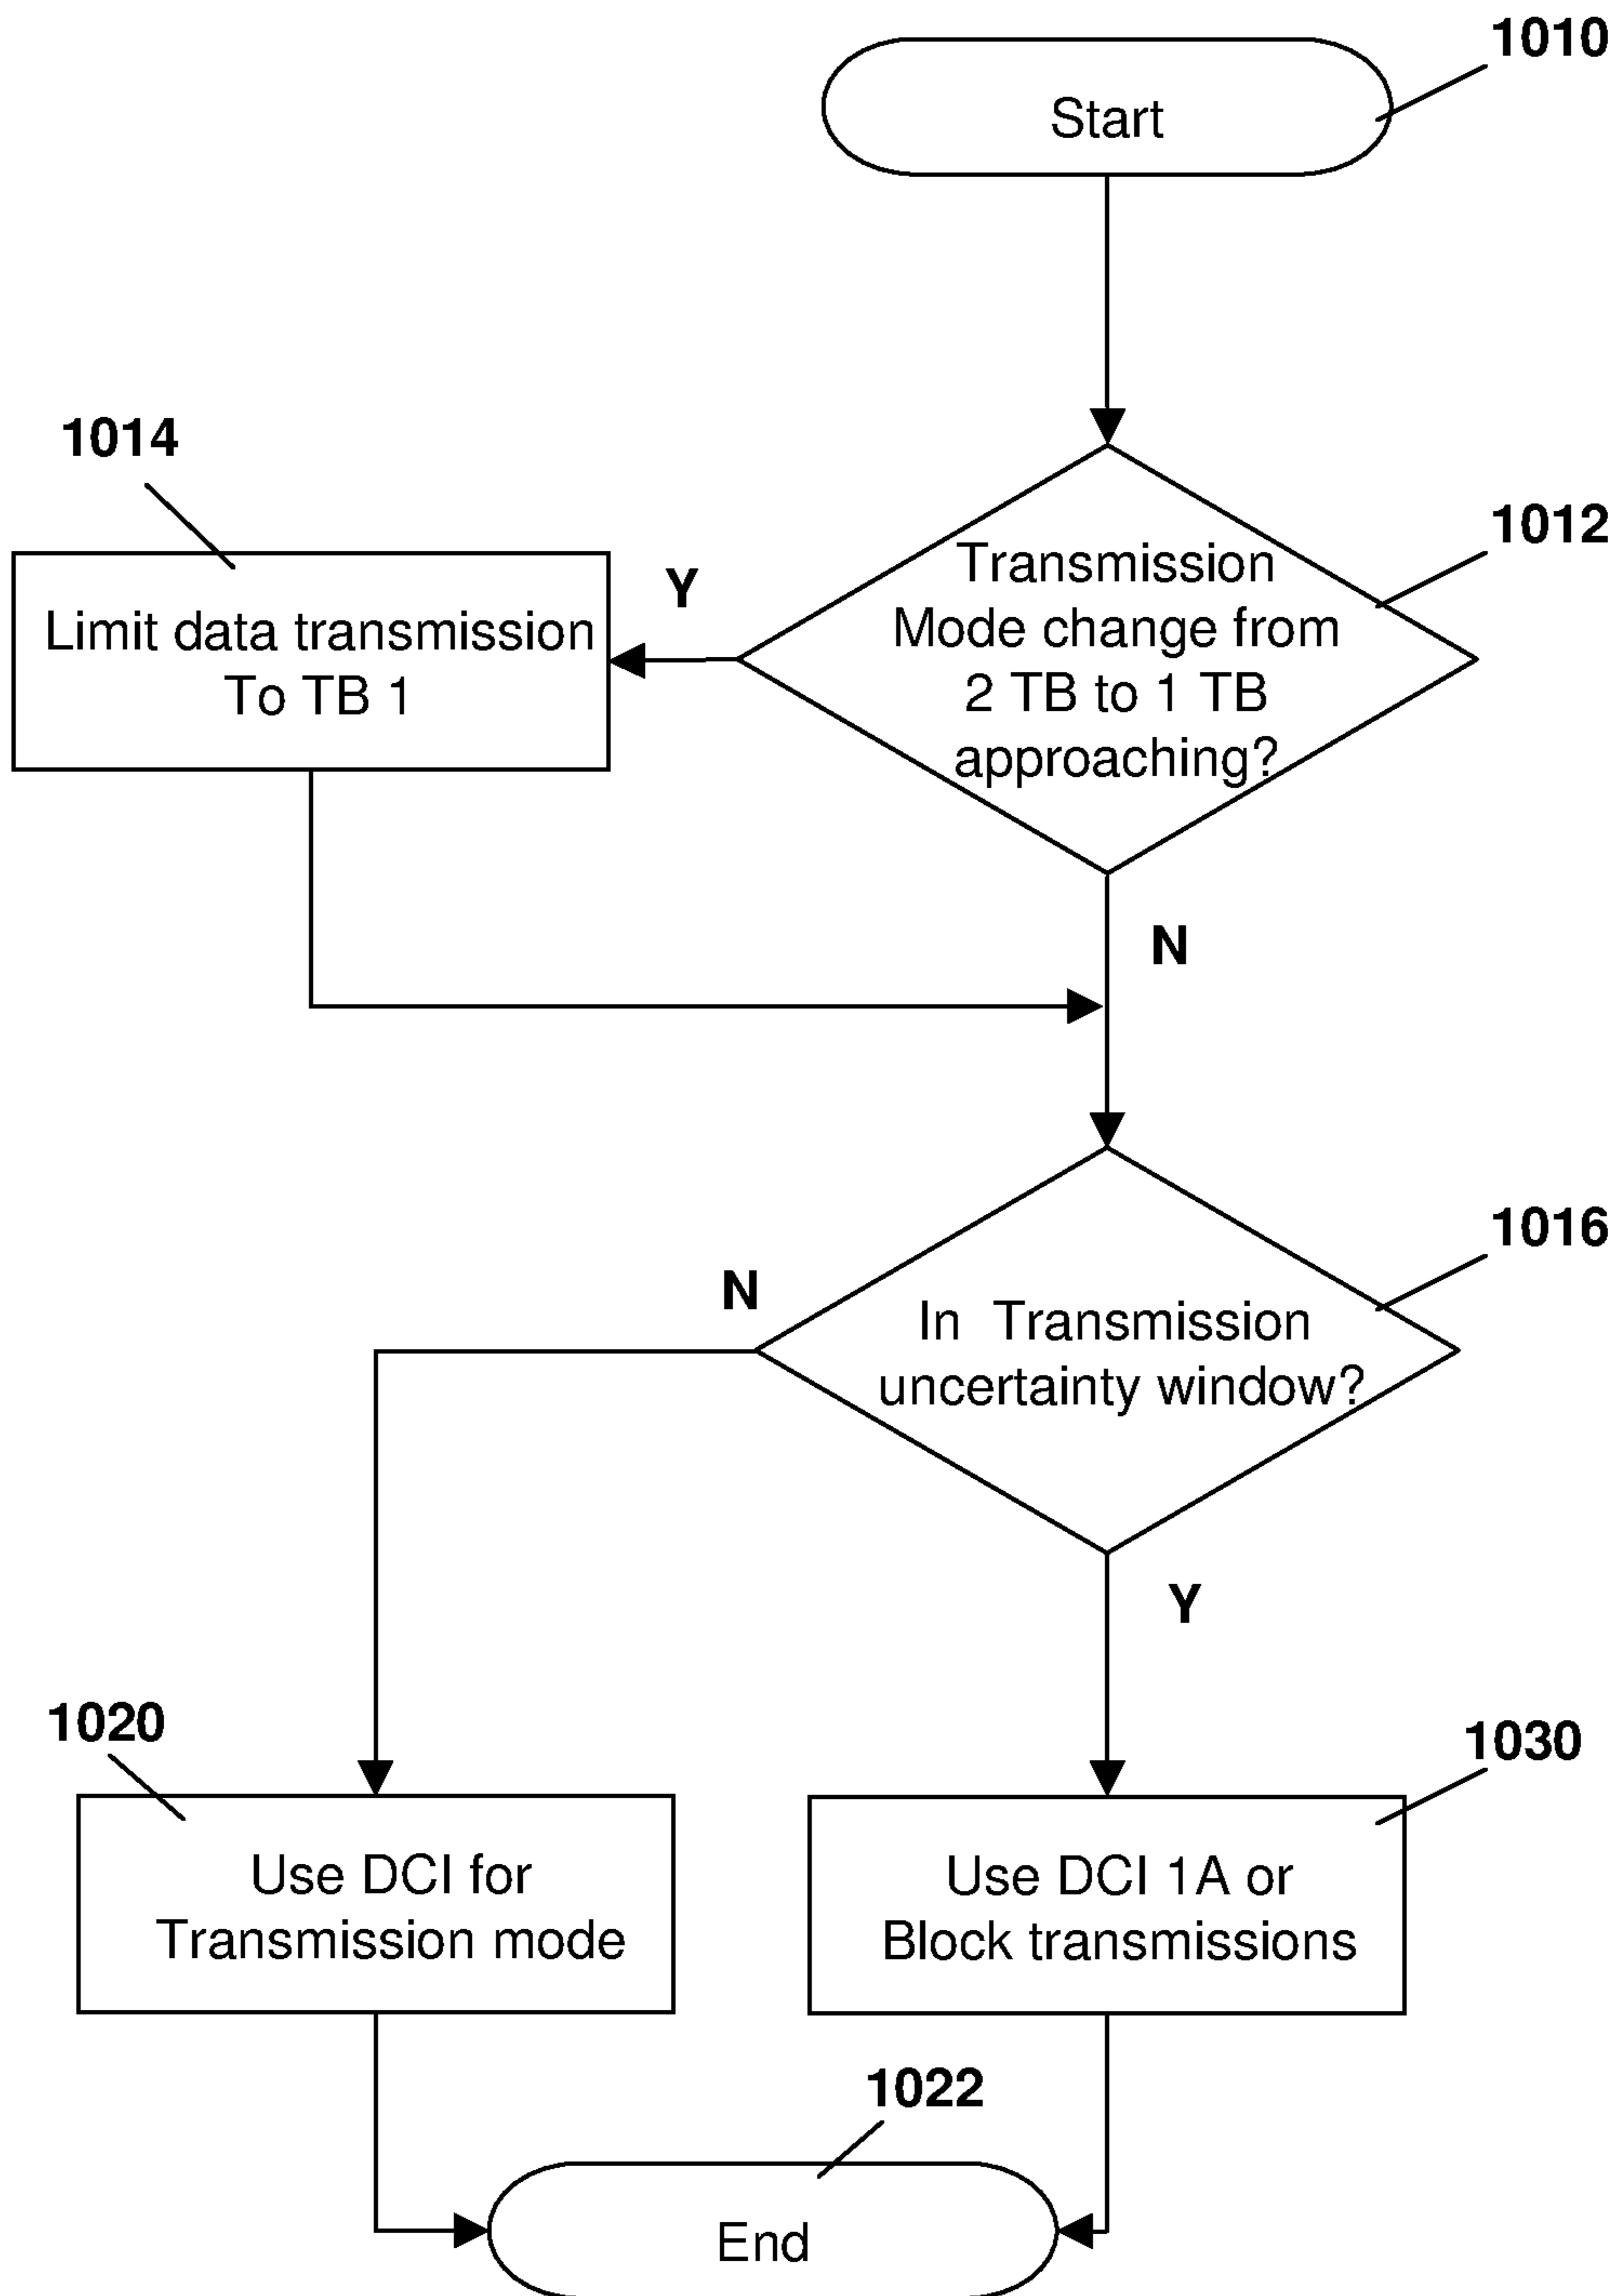 1010
Start
1014
1012
Y
Transmission
Mode change from
2 TB to 1 TB
approaching?
Limit data transmission
To TB 1
N
1016
N
In Transmission
uncertainty window?
Y
1020
1030
Use DCI for
Transmission mode
Use DCI 1A or
Block transmissions
1022
End